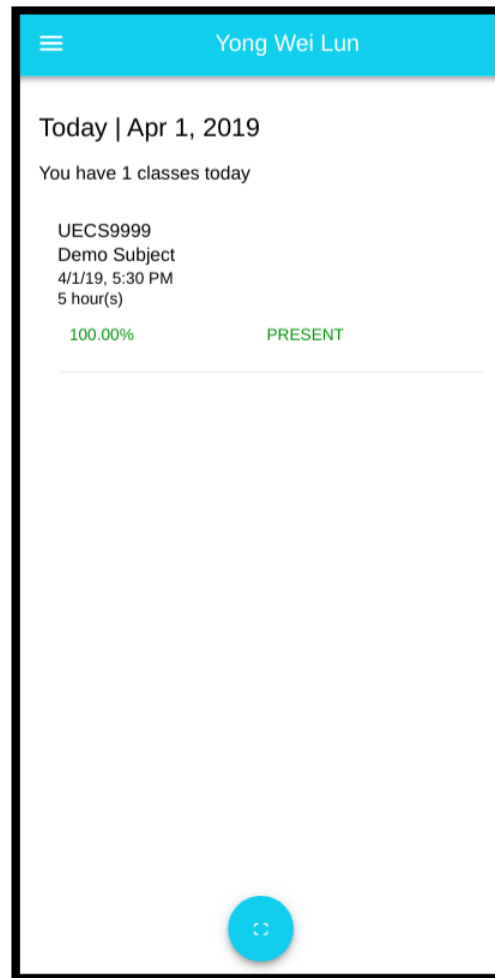 Yong Wei Lun
Today | Apr 1, 2019
You have 1 classes today
UECS9999
Demo Subject
4/1/19, 5:30 PM
5 hour(s)
100.00% PRESENT